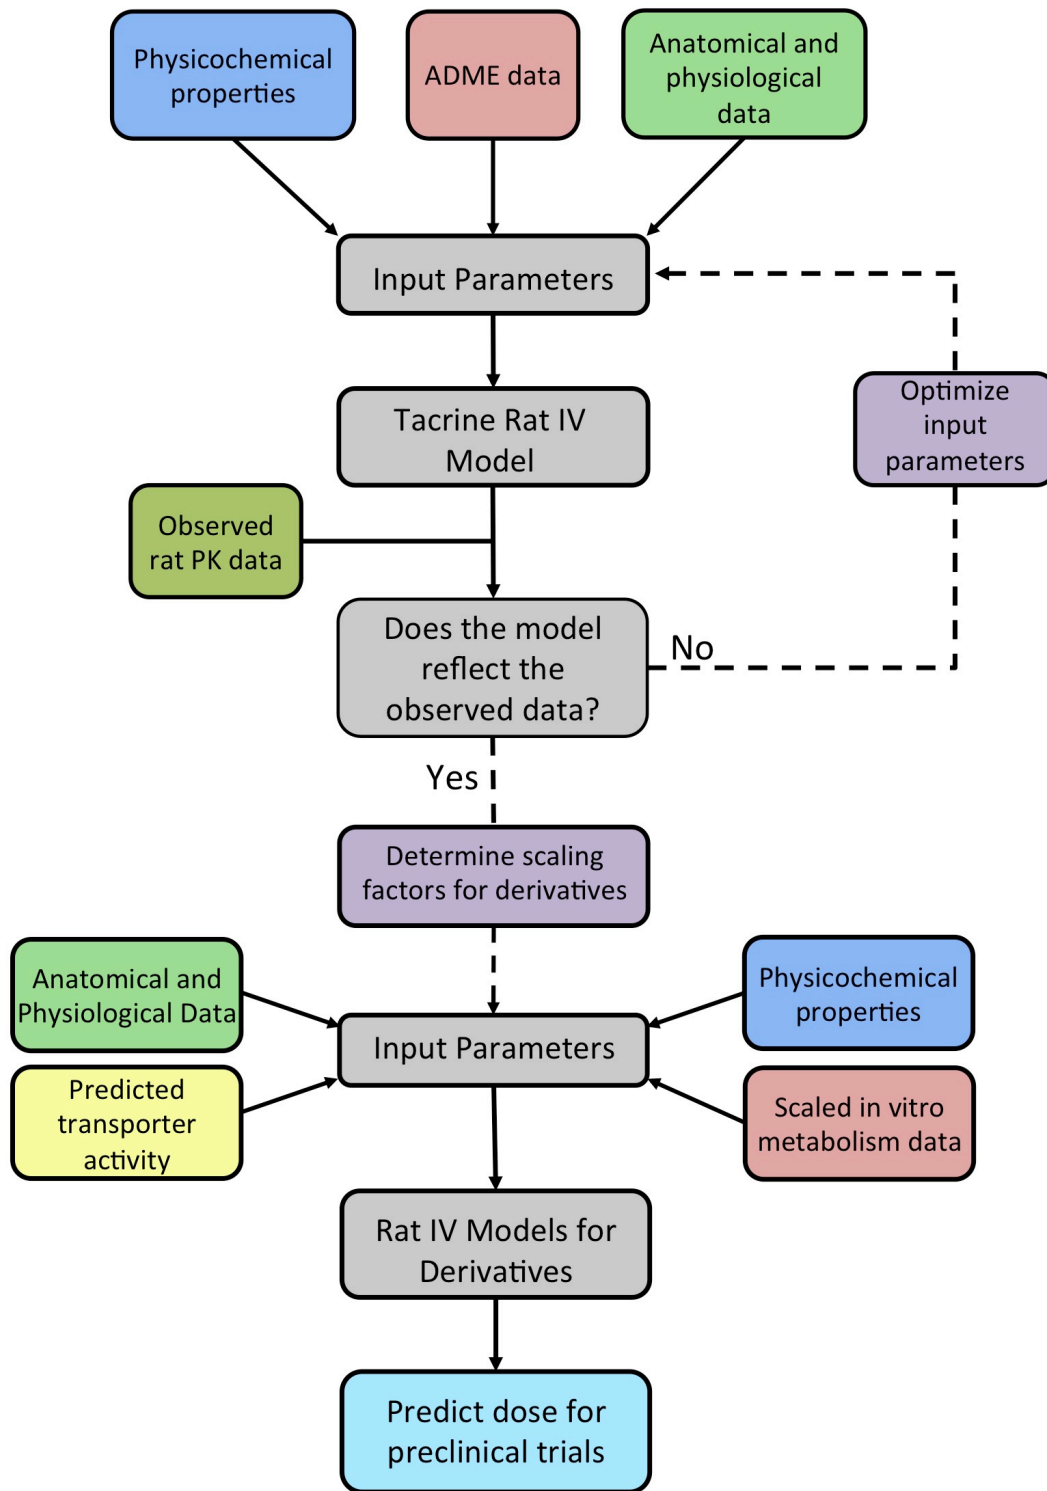 Physicochemical
properties
ADME data
Anatomical and
physiological
data
Input Parameters
Tacrine Rat IV
Model
Optimize
input
parameters
Observed
rat PK data
Does the model
reflect the
observed data?
No
Yes
Determine scaling
factors for derivatives
Anatomical and
Physiological Data
Physicochemical
properties
Input Parameters
Predicted
transporter
activity
Scaled in vitro
metabolism data
Rat IV Models for
Derivatives
Predict dose for
preclinical trials